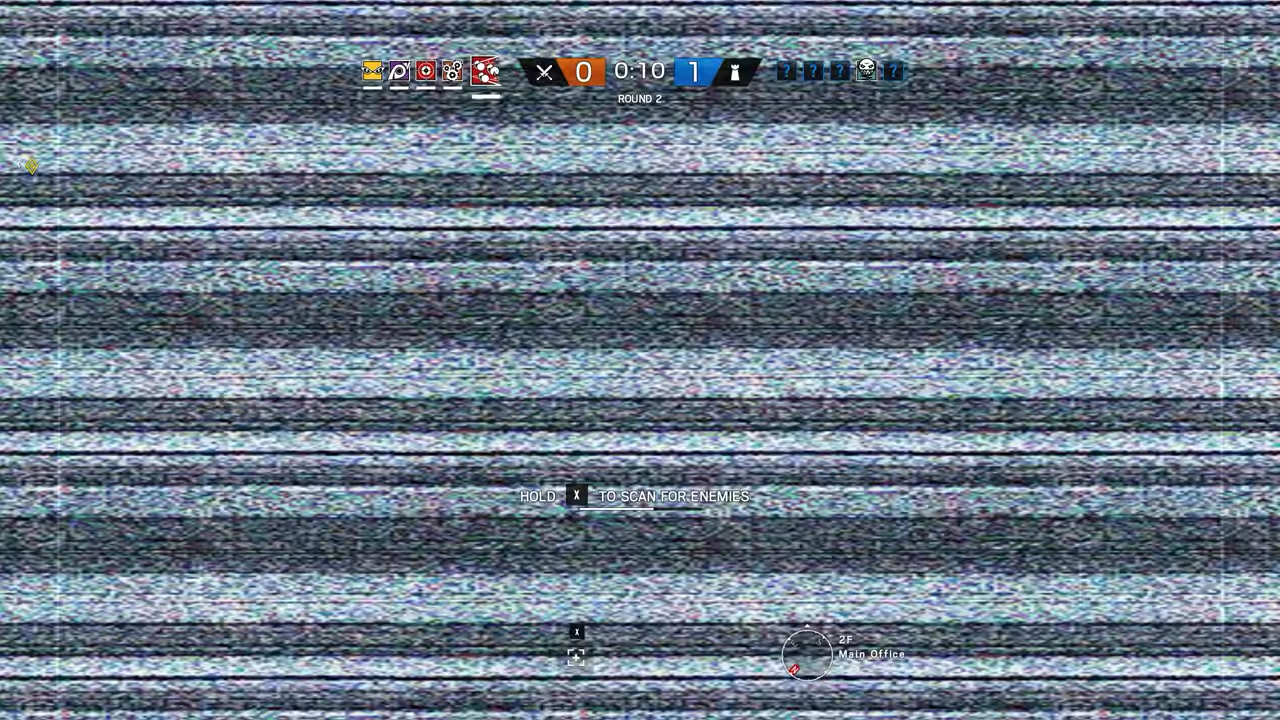 0 0:10 1
ROUND 2
? ? ? ?
HOLD X TO SCAN FOR ENEMIES
X
2F
Main Office
N